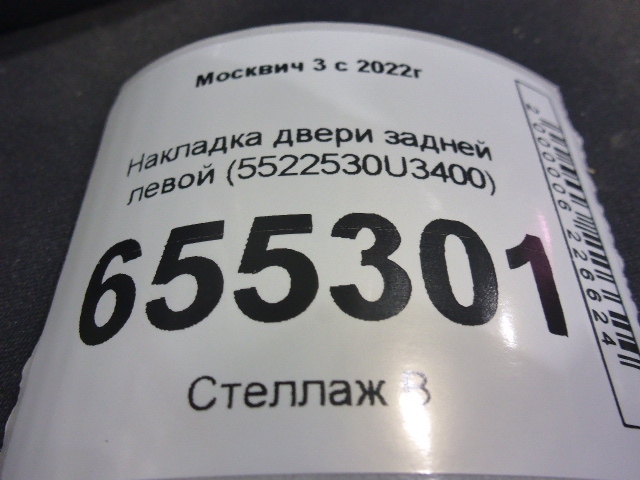 Москвич 3 с 2022г
Накладка двери задней
левой (5522530U3400)
655301
Стеллаж
2000006226624